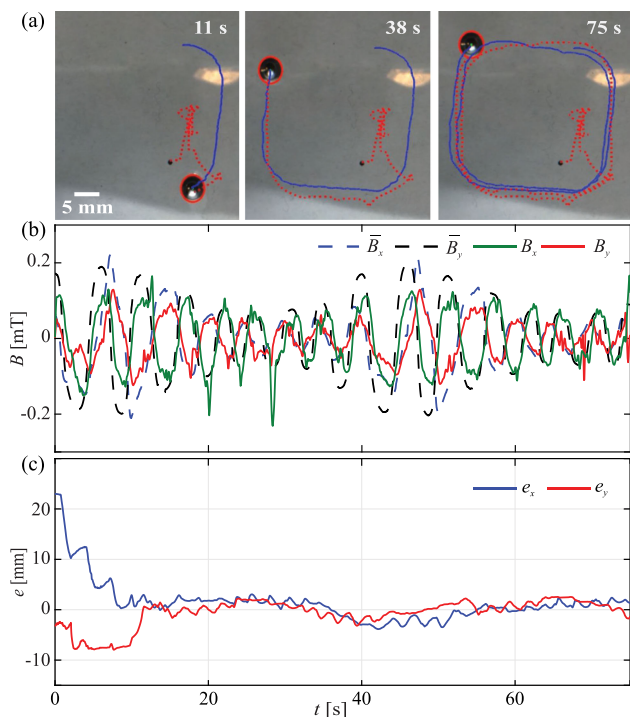 (a)
11 s
38 s
75 s
5 mm
(b)
B̅x B̅y Bx By
0.2
0
-0.2
B [mT]
(c)
ex ey
20
10
0
-10
e [mm]
0 20 40 60
t [s]